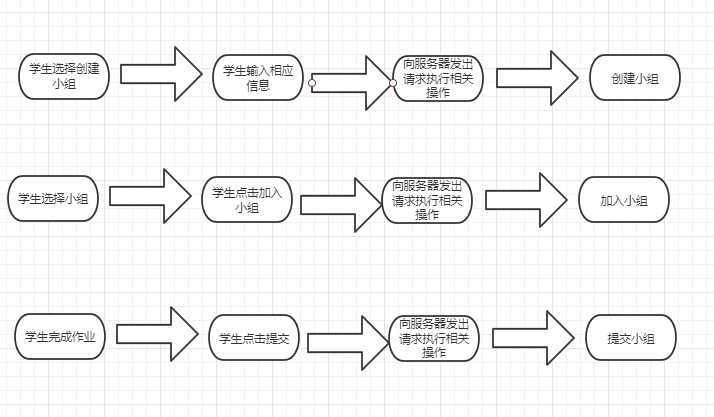 学生选择创建
小组
学生输入相应
信息
向服务器发出
请求执行相关
操作
创建小组
学生选择小组
学生点击加入
小组
向服务器发出
请求执行相关
操作
加入小组
学生完成作业
学生点击提交
向服务器发出
请求执行相关
操作
提交小组